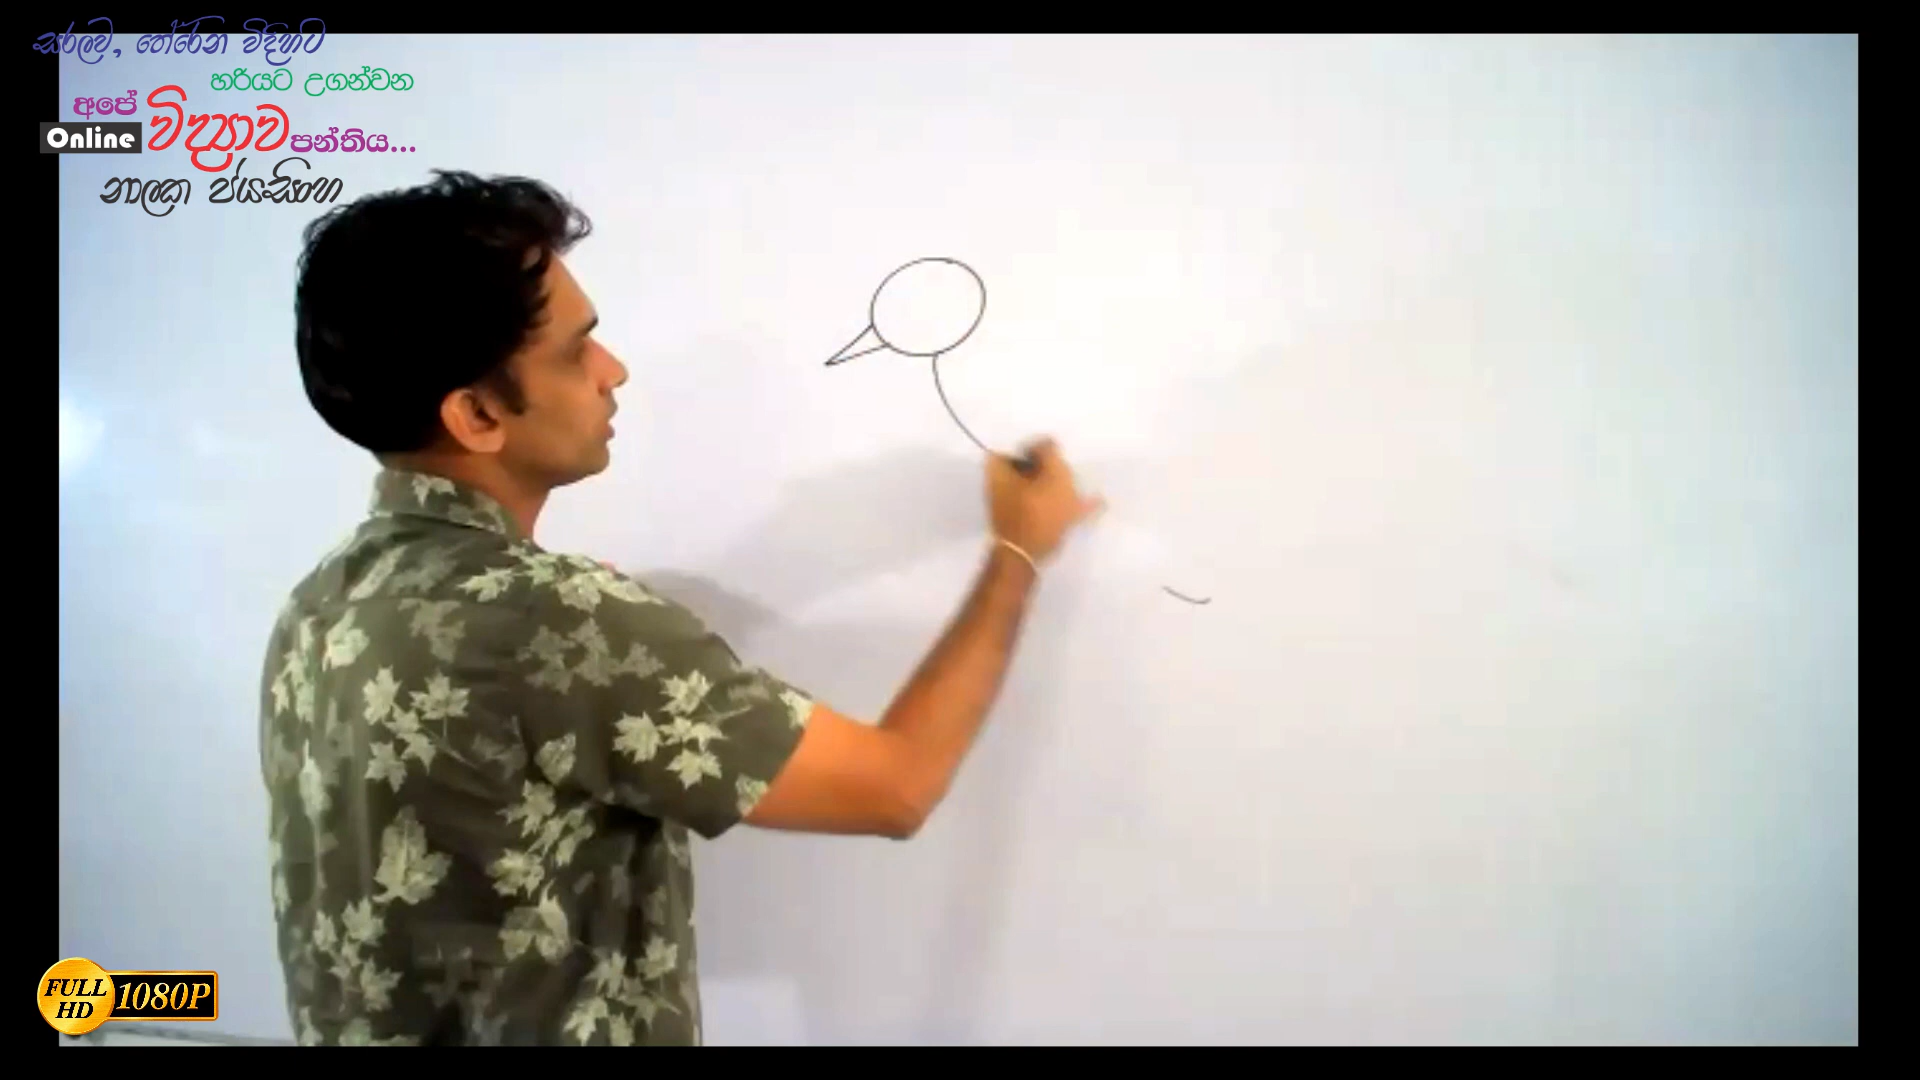 සරලව, තේරෙන විදිහට
හරියට උගන්වන
අපේ
Online විද්‍යාව පන්තිය...
නාලක ජයසිංහ
FULL HD 1080P